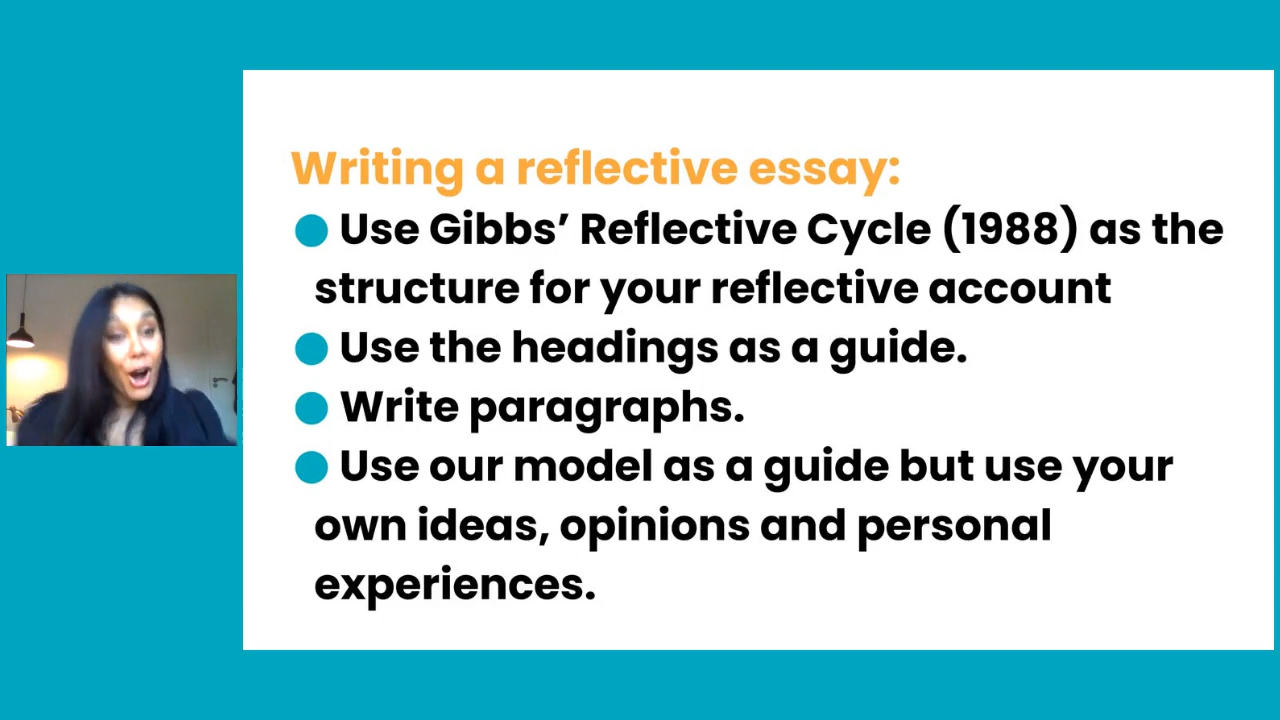 Writing a reflective essay:
Use Gibbs’ Reflective Cycle (1988) as the
structure for your reflective account
Use the headings as a guide.
Write paragraphs.
Use our model as a guide but use your
own ideas, opinions and personal
experiences.